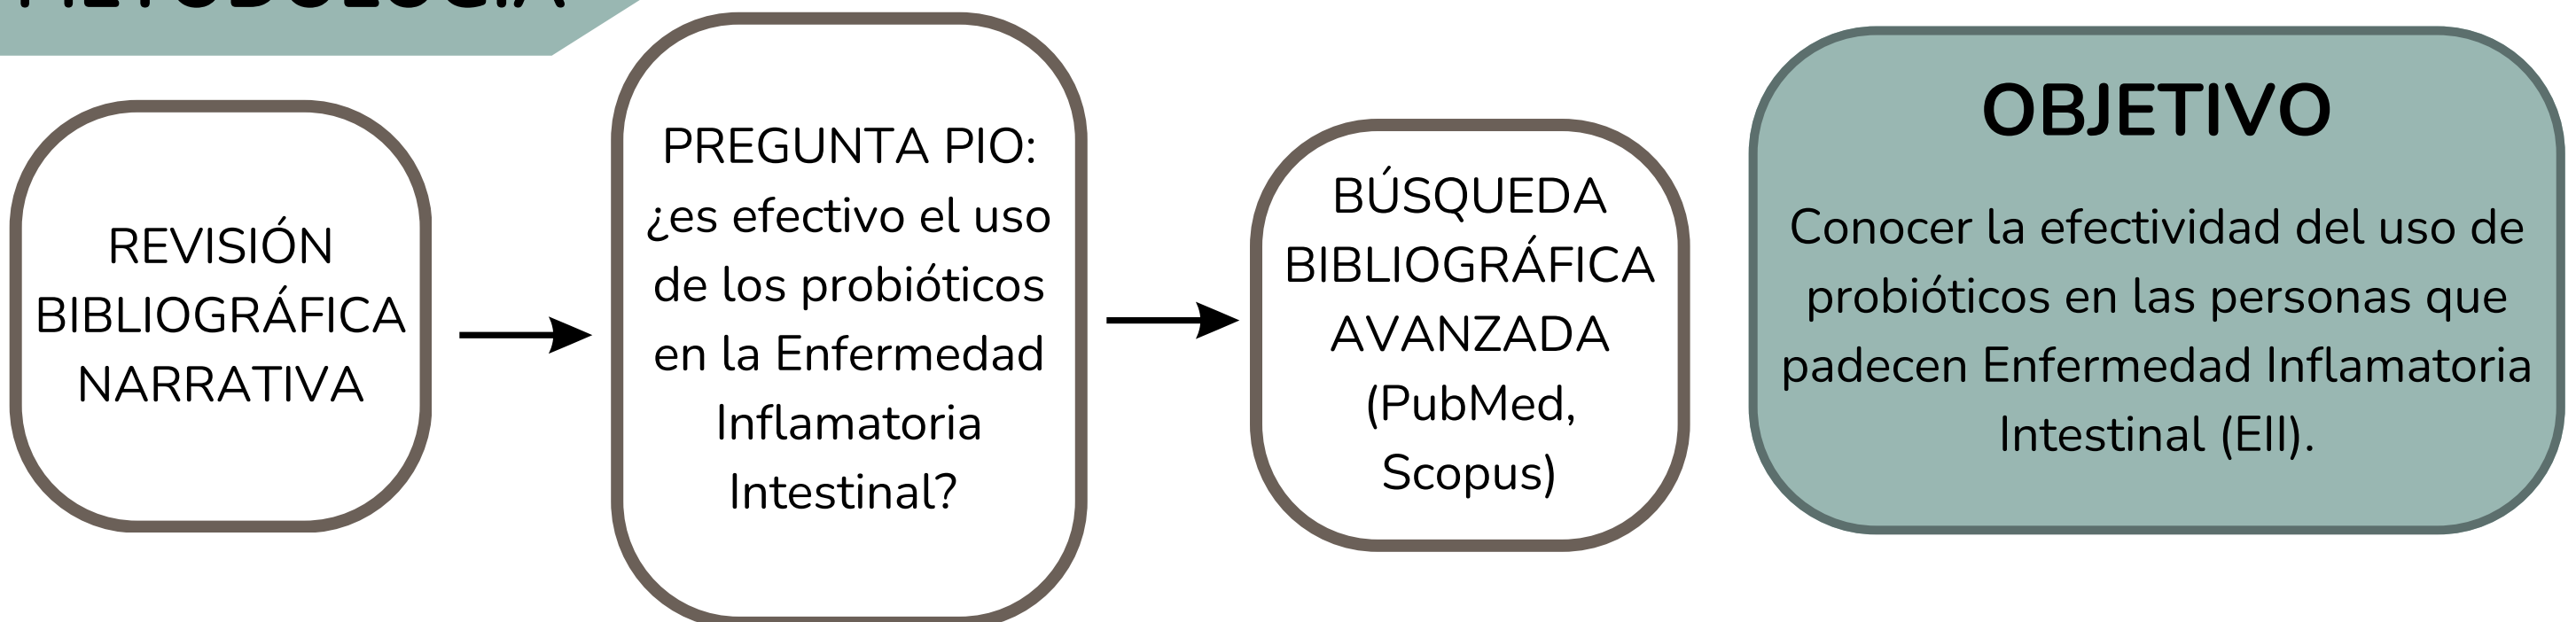 METODOLOGÍA
REVISIÓN
BIBLIOGRÁFICA
NARRATIVA
PREGUNTA PIO:
¿es efectivo el uso
de los probióticos
en la Enfermedad
Inflamatoria
Intestinal?
BÚSQUEDA
BIBLIOGRÁFICA
AVANZADA
(PubMed,
Scopus)
OBJETIVO
Conocer la efectividad del uso de
probióticos en las personas que
padecen Enfermedad Inflamatoria
Intestinal (EII).